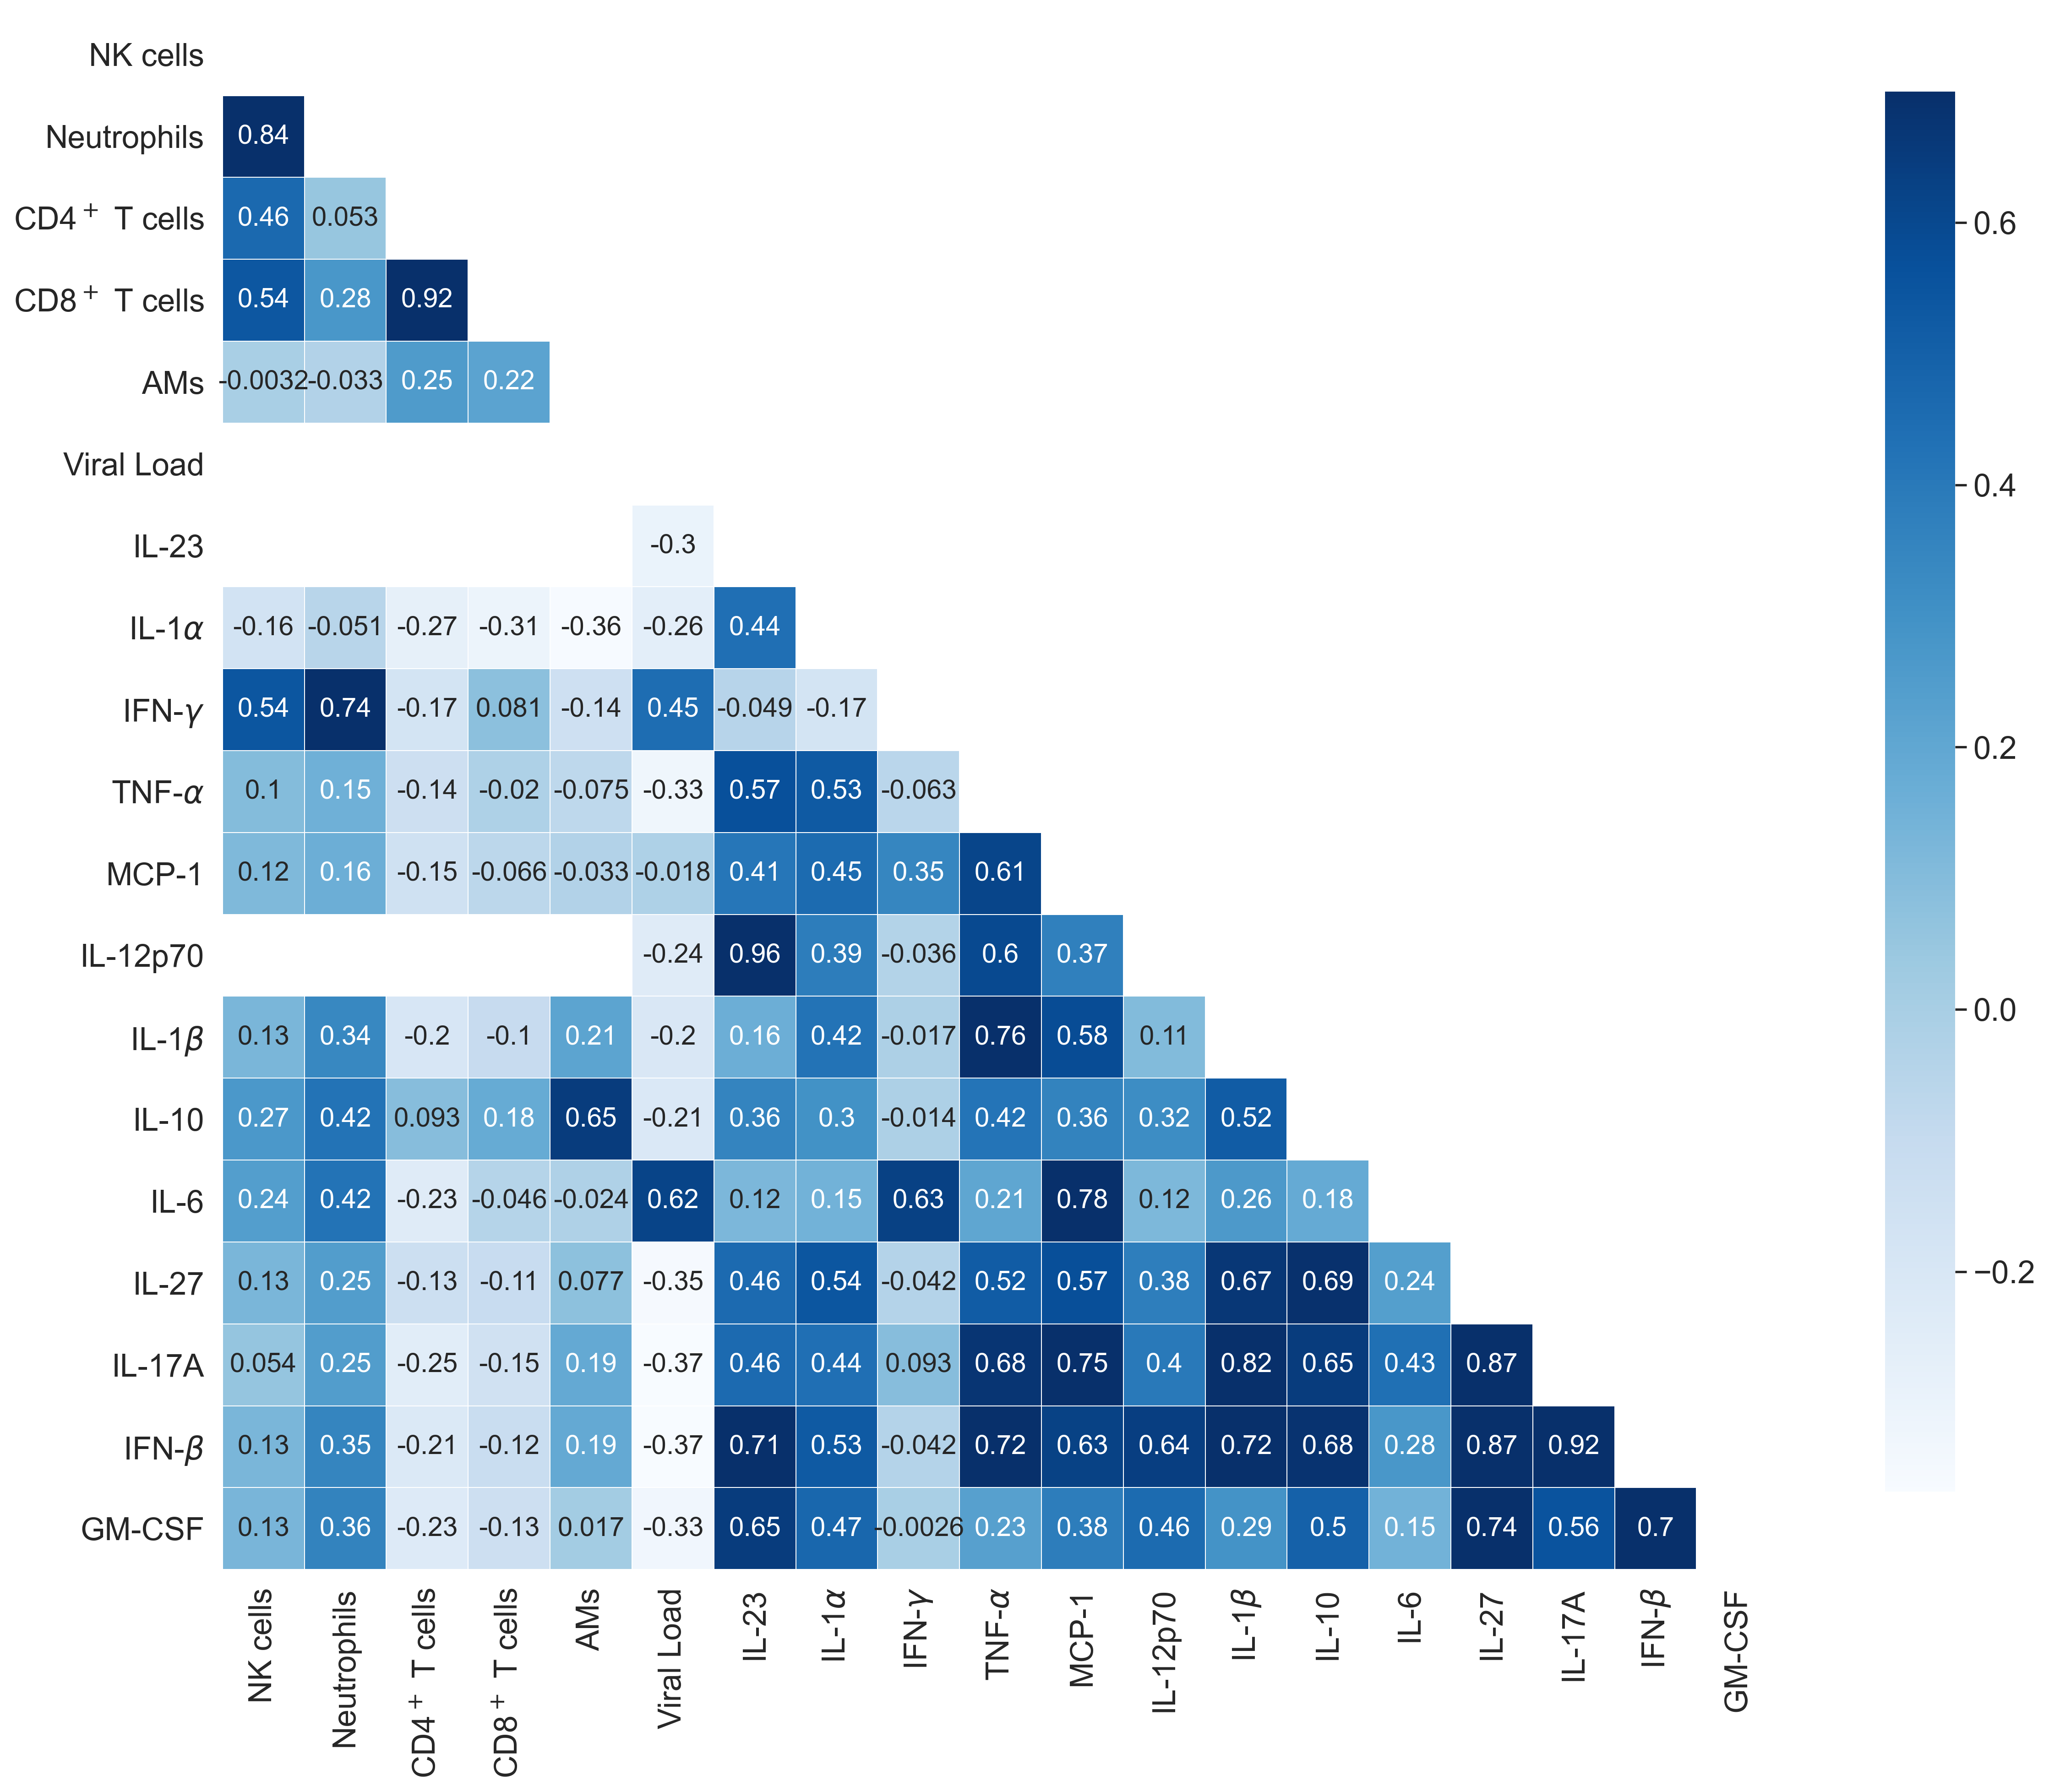 NK cells
Neutrophils 0.84
CD4+ T cells 0.46 0.053
CD8+ T cells 0.54 0.28 0.92
AMs -0.0032 -0.033 0.25 0.22
Viral Load
IL-23 -0.3
IL-1α -0.16 -0.051 -0.27 -0.31 -0.36 -0.26 0.44
IFN-γ 0.54 0.74 -0.17 0.081 -0.14 0.45 -0.049 -0.17
TNF-α 0.1 0.15 -0.14 -0.02 -0.075 -0.33 0.57 0.53 -0.063
MCP-1 0.12 0.16 -0.15 -0.066 -0.033 -0.018 0.41 0.45 0.35 0.61
IL-12p70 -0.24 0.96 0.39 -0.036 0.6 0.37
IL-1β 0.13 0.34 -0.2 -0.1 0.21 -0.2 0.16 0.42 -0.017 0.76 0.58 0.11
IL-10 0.27 0.42 0.093 0.18 0.65 -0.21 0.36 0.3 -0.014 0.42 0.36 0.32 0.52
IL-6 0.24 0.42 -0.23 -0.046 -0.024 0.62 0.12 0.15 0.63 0.21 0.78 0.12 0.26 0.18
IL-27 0.13 0.25 -0.13 -0.11 0.077 -0.35 0.46 0.54 -0.042 0.52 0.57 0.38 0.67 0.69 0.24
IL-17A 0.054 0.25 -0.25 -0.15 0.19 -0.37 0.46 0.44 0.093 0.68 0.75 0.4 0.82 0.65 0.43 0.87
IFN-β 0.13 0.35 -0.21 -0.12 0.19 -0.37 0.71 0.53 -0.042 0.72 0.63 0.64 0.72 0.68 0.28 0.87 0.92
GM-CSF 0.13 0.36 -0.23 -0.13 0.017 -0.33 0.65 0.47 -0.0026 0.23 0.38 0.46 0.29 0.5 0.15 0.74 0.56 0.7
NK cells
Neutrophils
CD4+ T cells
CD8+ T cells
AMs
Viral Load
IL-23
IL-1α
IFN-γ
TNF-α
MCP-1
IL-12p70
IL-1β
IL-10
IL-6
IL-27
IL-17A
IFN-β
GM-CSF
0.6
0.4
0.2
0.0
−0.2